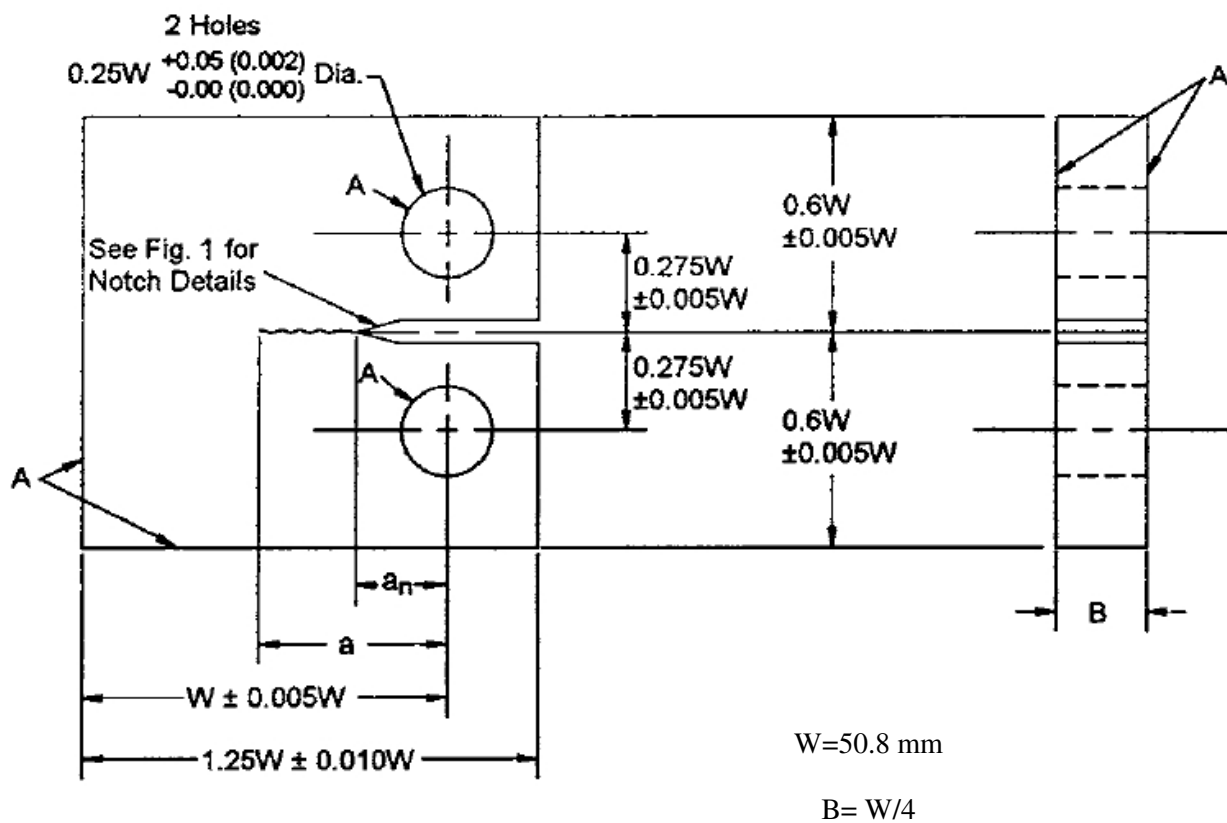 2 Holes
0.25W +0.05 (0.002) Dia.
-0.00 (0.000)
A
A
See Fig. 1 for
Notch Details
0.6W
±0.005W
0.275W
±0.005W
0.275W
±0.005W
A
0.6W
±0.005W
A
an
B
a
W ± 0.005W
1.25W ± 0.010W
W=50.8 mm
B= W/4